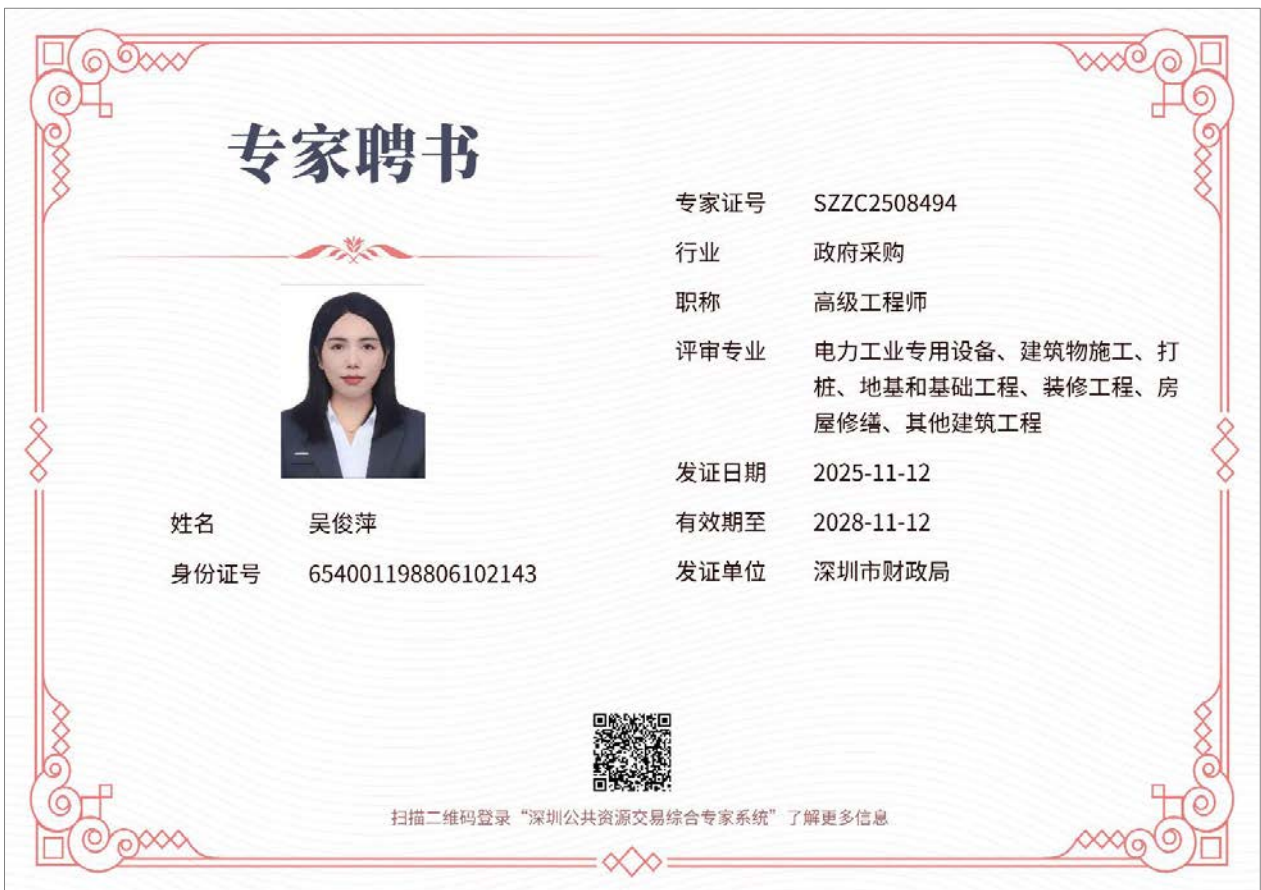 专家聘书
姓名 吴俊萍
身份证号 654001198806102143
专家证号 SZZC2508494
行业 政府采购
职称 高级工程师
评审专业 电力工业专用设备、建筑物施工、打
桩、地基和基础工程、装修工程、房
屋修缮、其他建筑工程
发证日期 2025-11-12
有效期至 2028-11-12
发证单位 深圳市财政局
扫描二维码登录“深圳公共资源交易综合专家系统”了解更多信息